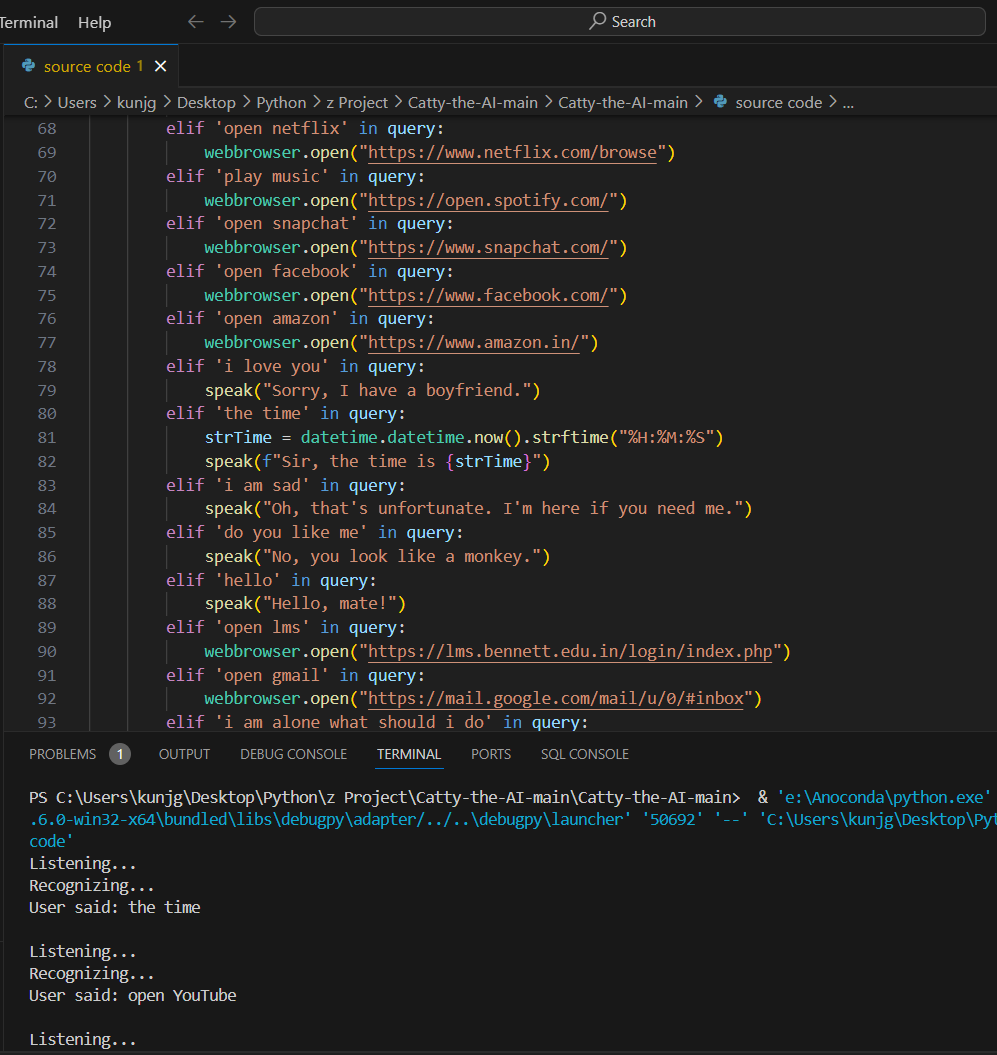 Terminal Help Search
source code 1
C: > Users > kunjg > Desktop > Python > z Project > Catty-the-AI-main > Catty-the-AI-main > source code > ...
68 elif 'open netflix' in query:
69 webbrowser.open("https://www.netflix.com/browse")
70 elif 'play music' in query:
71 webbrowser.open("https://open.spotify.com/")
72 elif 'open snapchat' in query:
73 webbrowser.open("https://www.snapchat.com/")
74 elif 'open facebook' in query:
75 webbrowser.open("https://www.facebook.com/")
76 elif 'open amazon' in query:
77 webbrowser.open("https://www.amazon.in/")
78 elif 'i love you' in query:
79 speak("Sorry, I have a boyfriend.")
80 elif 'the time' in query:
81 strTime = datetime.datetime.now().strftime("%H:%M:%S")
82 speak(f"Sir, the time is {strTime}")
83 elif 'i am sad' in query:
84 speak("Oh, that's unfortunate. I'm here if you need me.")
85 elif 'do you like me' in query:
86 speak("No, you look like a monkey.")
87 elif 'hello' in query:
88 speak("Hello, mate!")
89 elif 'open lms' in query:
90 webbrowser.open("https://lms.bennett.edu.in/login/index.php")
91 elif 'open gmail' in query:
92 webbrowser.open("https://mail.google.com/mail/u/0/#inbox")
93 elif 'i am alone what should i do' in query:
PROBLEMS 1 OUTPUT DEBUG CONSOLE TERMINAL PORTS SQL CONSOLE
PS C:\Users\kunjg\Desktop\Python\z Project\Catty-the-AI-main\Catty-the-AI-main> & 'e:\Anoconda\python.exe'
.6.0-win32-x64\bundled\libs\debugpy\adapter/../..\debugpy\launcher' '50692' '--' 'C:\Users\kunjg\Desktop\Pyt
code'
Listening...
Recognizing...
User said: the time
Listening...
Recognizing...
User said: open YouTube
Listening...